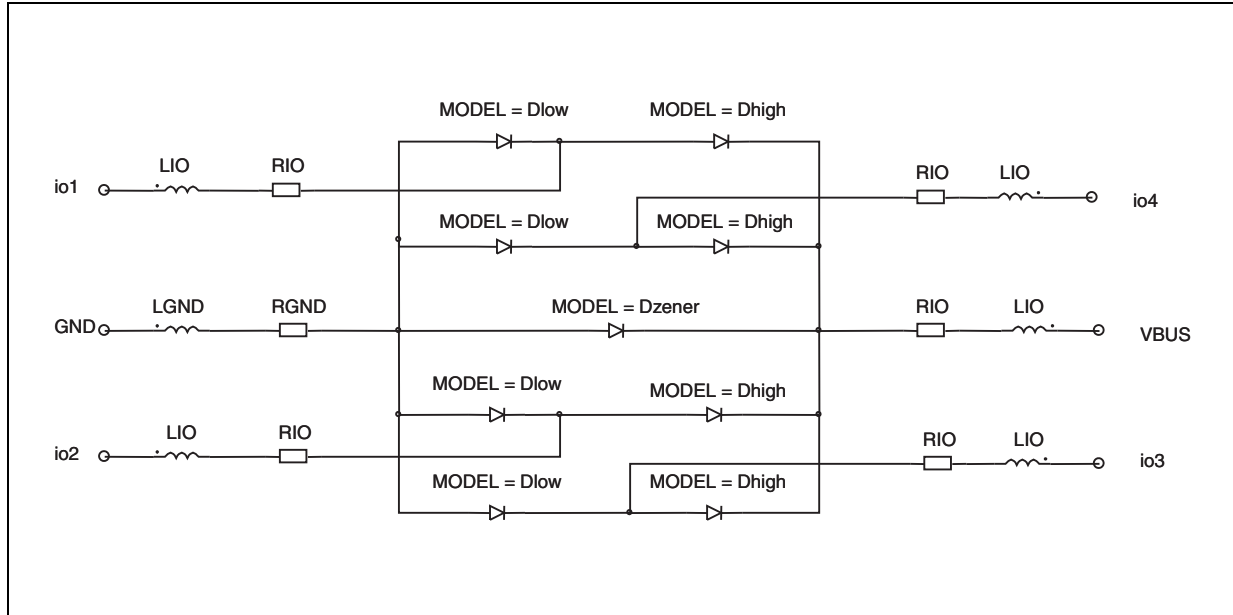 MODEL = Dlow MODEL = Dhigh
LIO RIO
io1
RIO LIO
io4
MODEL = Dlow MODEL = Dhigh
LGND RGND MODEL = Dzener RIO LIO
GND VBUS
MODEL = Dlow MODEL = Dhigh
LIO RIO RIO LIO
io2 io3
MODEL = Dlow MODEL = Dhigh